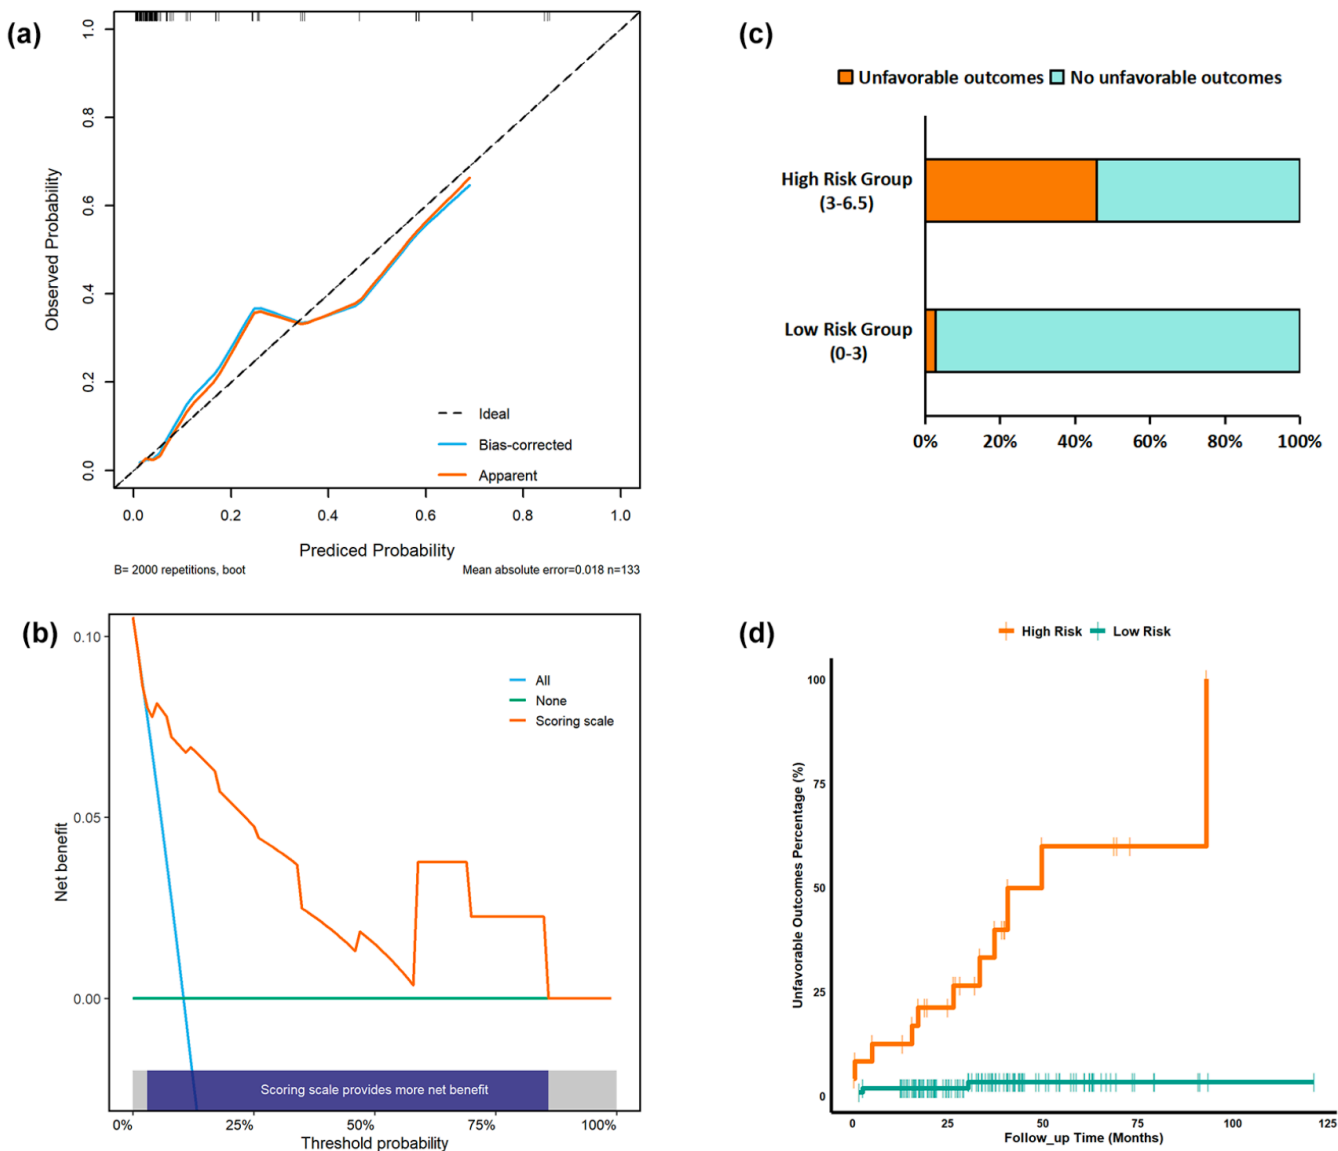 (a)
1.0
0.8
0.6
0.4
0.2
0.0
Observed Probability
Ideal
Bias-corrected
Apparent
0.0 0.2 0.4 0.6 0.8 1.0
Prediced Probability
B= 2000 repetitions, boot
Mean absolute error=0.018 n=133
(c)
Unfavorable outcomes No unfavorable outcomes
High Risk Group
(3-6.5)
Low Risk Group
(0-3)
0% 20% 40% 60% 80% 100%
(b)
0.10
0.05
0.00
Net benefit
All
None
Scoring scale
Scoring scale provides more net benefit
0% 25% 50% 75% 100%
Threshold probability
(d)
High Risk Low Risk
100
75
50
25
0
Unfavorable Outcomes Percentage (%)
0 25 50 75 100 125
Follow_up Time (Months)